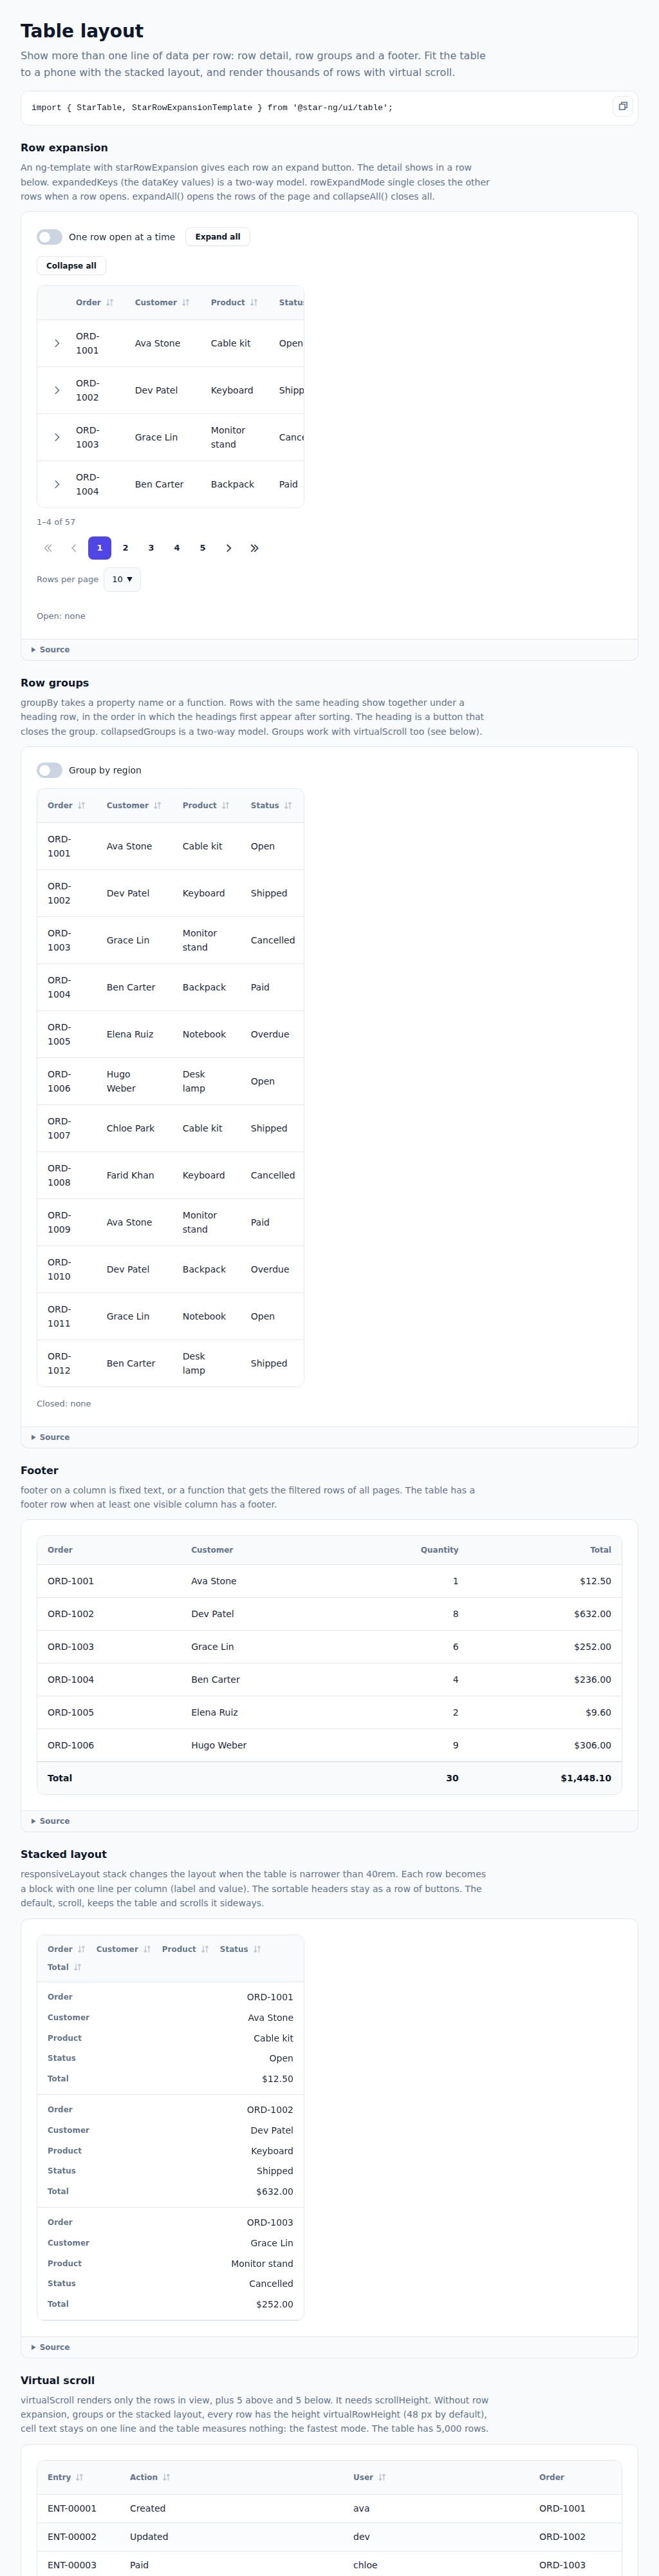 Table layout
Show more than one line of data per row: row detail, row groups and a footer. Fit the table
to a phone with the stacked layout, and render thousands of rows with virtual scroll.
import { StarTable, StarRowExpansionTemplate } from '@star-ng/ui/table';
Row expansion
An ng-template with starRowExpansion gives each row an expand button. The detail shows in a row
below. expandedKeys (the dataKey values) is a two-way model. rowExpandMode single closes the other
rows when a row opens. expandAll() opens the rows of the page and collapseAll() closes all.
One row open at a time Expand all
Collapse all
Order Customer Product Status
ORD-
1001 Ava Stone Cable kit Open
ORD-
1002 Dev Patel Keyboard Shipp
ORD-
1003 Grace Lin Monitor
stand Cance
ORD-
1004 Ben Carter Backpack Paid
1–4 of 57
1 2 3 4 5
Rows per page 10
Open: none
Source
Row groups
groupBy takes a property name or a function. Rows with the same heading show together under a
heading row, in the order in which the headings first appear after sorting. The heading is a button that
closes the group. collapsedGroups is a two-way model. Groups work with virtualScroll too (see below).
Group by region
Order Customer Product Status
ORD-
1001 Ava Stone Cable kit Open
ORD-
1002 Dev Patel Keyboard Shipped
ORD-
1003 Grace Lin Monitor
stand Cancelled
ORD-
1004 Ben Carter Backpack Paid
ORD-
1005 Elena Ruiz Notebook Overdue
ORD-
1006 Hugo
Weber Desk
lamp Open
ORD-
1007 Chloe Park Cable kit Shipped
ORD-
1008 Farid Khan Keyboard Cancelled
ORD-
1009 Ava Stone Monitor
stand Paid
ORD-
1010 Dev Patel Backpack Overdue
ORD-
1011 Grace Lin Notebook Open
ORD-
1012 Ben Carter Desk
lamp Shipped
Closed: none
Source
Footer
footer on a column is fixed text, or a function that gets the filtered rows of all pages. The table has a
footer row when at least one visible column has a footer.
Order Customer Quantity Total
ORD-1001 Ava Stone 1 $12.50
ORD-1002 Dev Patel 8 $632.00
ORD-1003 Grace Lin 6 $252.00
ORD-1004 Ben Carter 4 $236.00
ORD-1005 Elena Ruiz 2 $9.60
ORD-1006 Hugo Weber 9 $306.00
Total 30 $1,448.10
Source
Stacked layout
responsiveLayout stack changes the layout when the table is narrower than 40rem. Each row becomes
a block with one line per column (label and value). The sortable headers stay as a row of buttons. The
default, scroll, keeps the table and scrolls it sideways.
Order Customer Product Status
Total
Order ORD-1001
Customer Ava Stone
Product Cable kit
Status Open
Total $12.50
Order ORD-1002
Customer Dev Patel
Product Keyboard
Status Shipped
Total $632.00
Order ORD-1003
Customer Grace Lin
Product Monitor stand
Status Cancelled
Total $252.00
Source
Virtual scroll
virtualScroll renders only the rows in view, plus 5 above and 5 below. It needs scrollHeight. Without row
expansion, groups or the stacked layout, every row has the height virtualRowHeight (48 px by default),
cell text stays on one line and the table measures nothing: the fastest mode. The table has 5,000 rows.
Entry Action User Order
ENT-00001 Created ava ORD-1001
ENT-00002 Updated dev ORD-1002
ENT-00003 Paid chloe ORD-1003